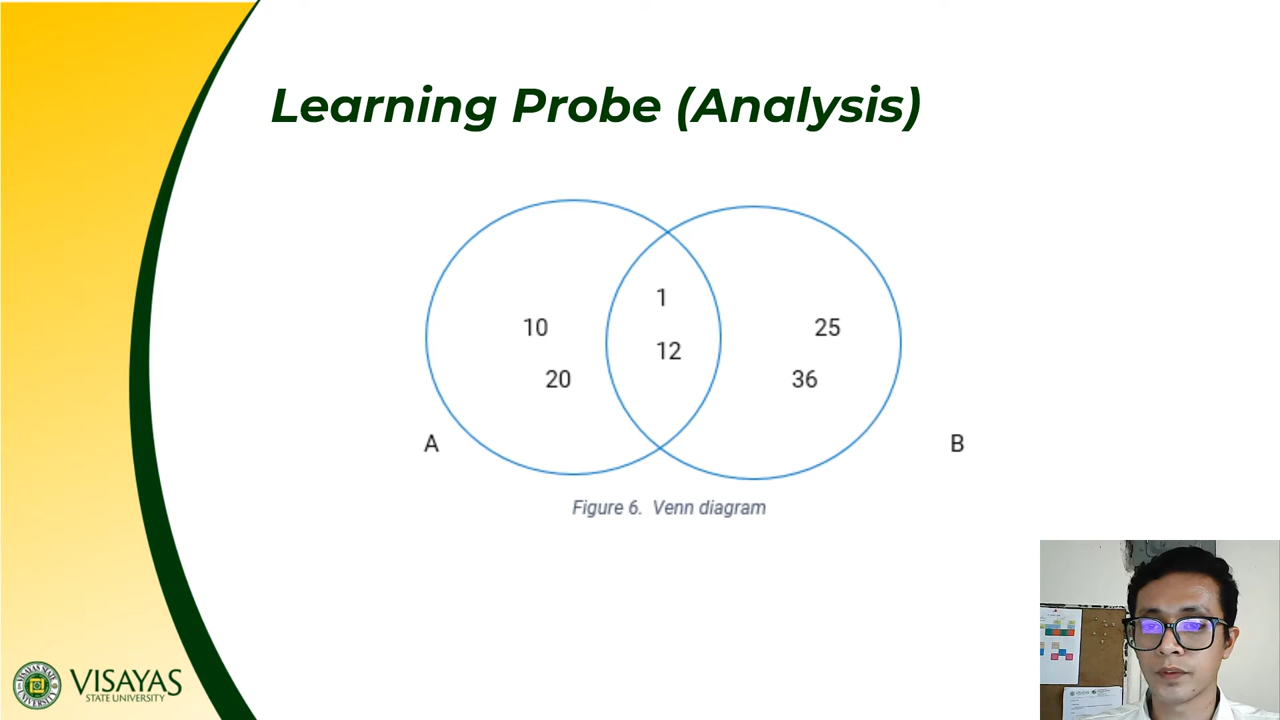 Learning Probe (Analysis)
1
10
25
12
20
36
A
B
Figure 6. Venn diagram
VISAYAS
STATE UNIVERSITY